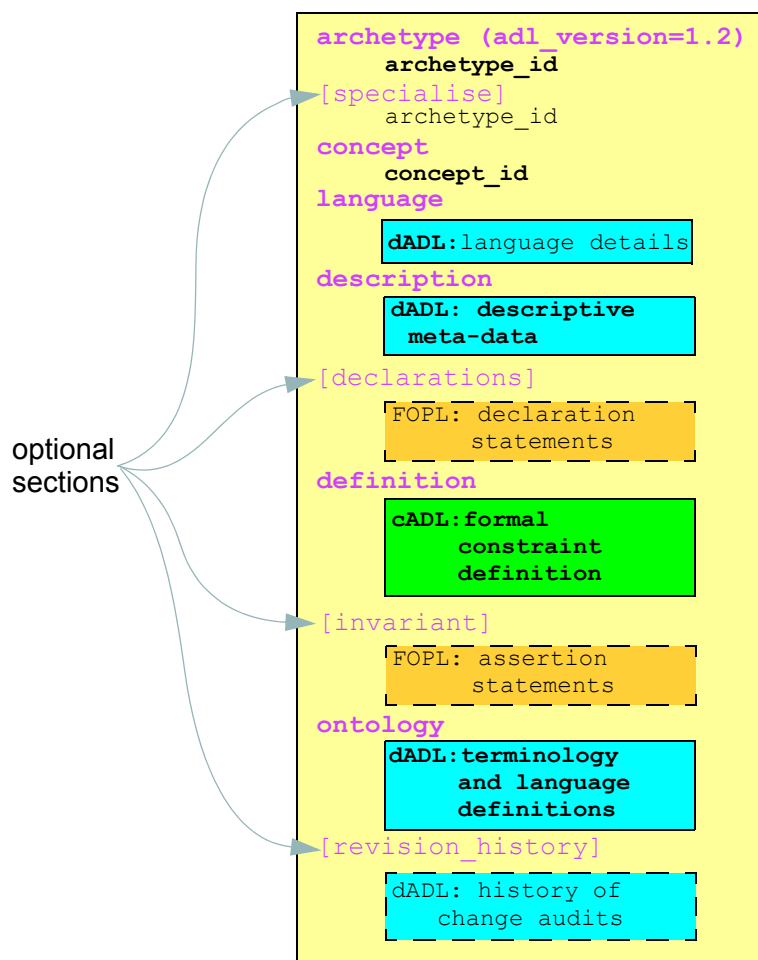 archetype (adl_version=1.2)
archetype_id
[specialise]
archetype_id
concept
concept_id
language
dADL:language details
description
dADL: descriptive
meta-data
[declarations]
FOPL: declaration
statements
optional
sections
definition
cADL:formal
constraint
definition
[invariant]
FOPL: assertion
statements
ontology
dADL:terminology
and language
definitions
[revision_history]
dADL: history of
change audits